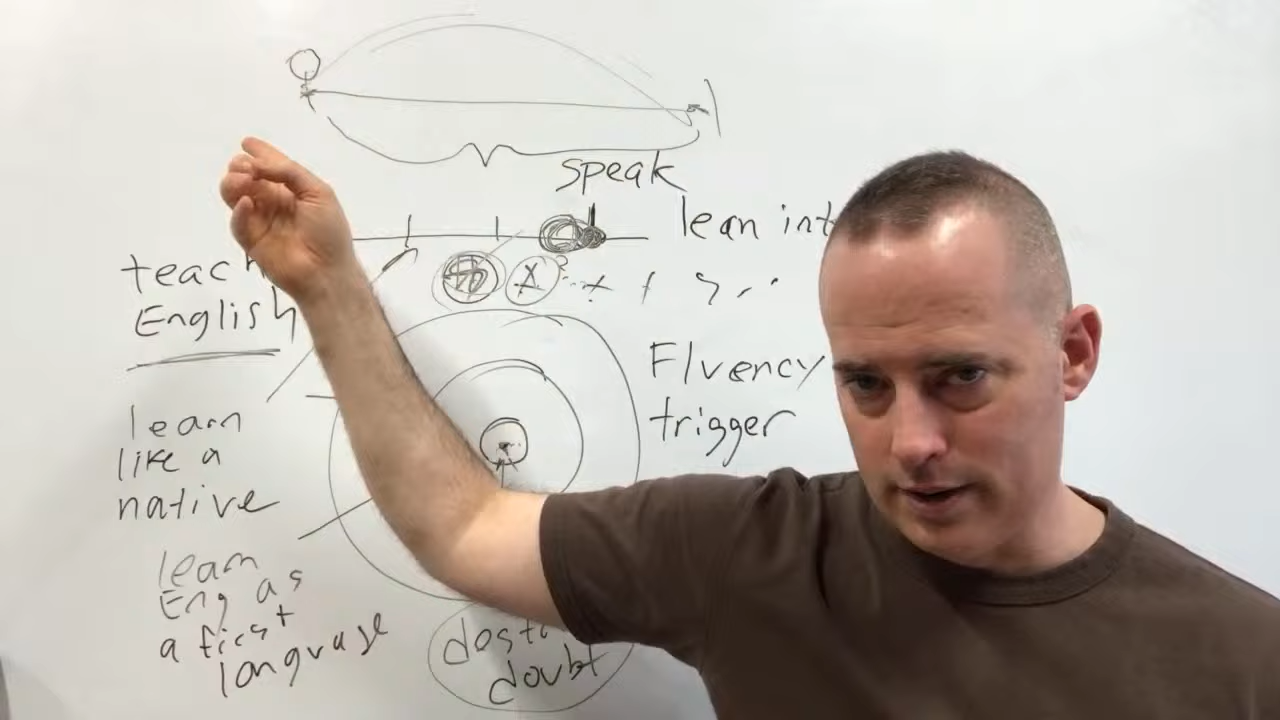 speak
lean int
teach
English
Fluency
trigger
learn
like a
native
learn
Eng as
a first
language
doubt